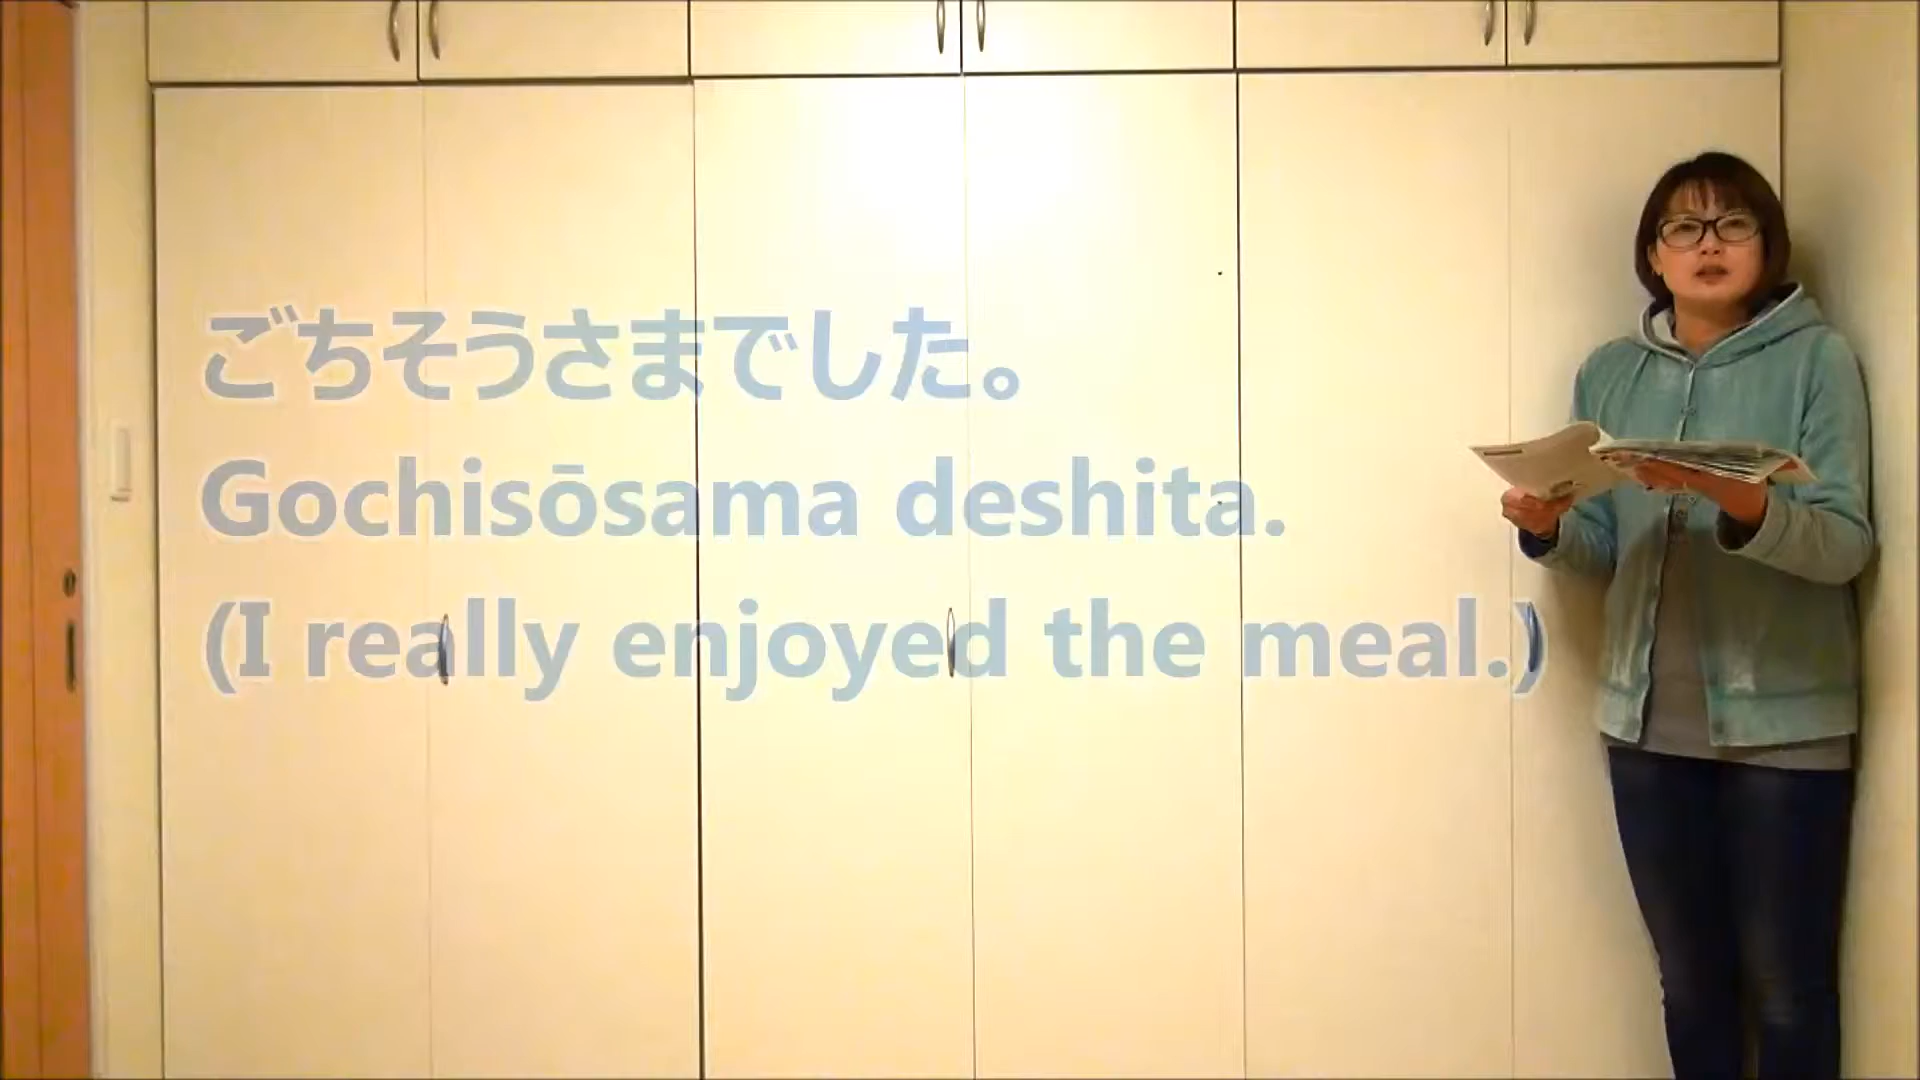 ごちそうさまでした。
Gochisōsama deshita.
(I really enjoyed the meal.)